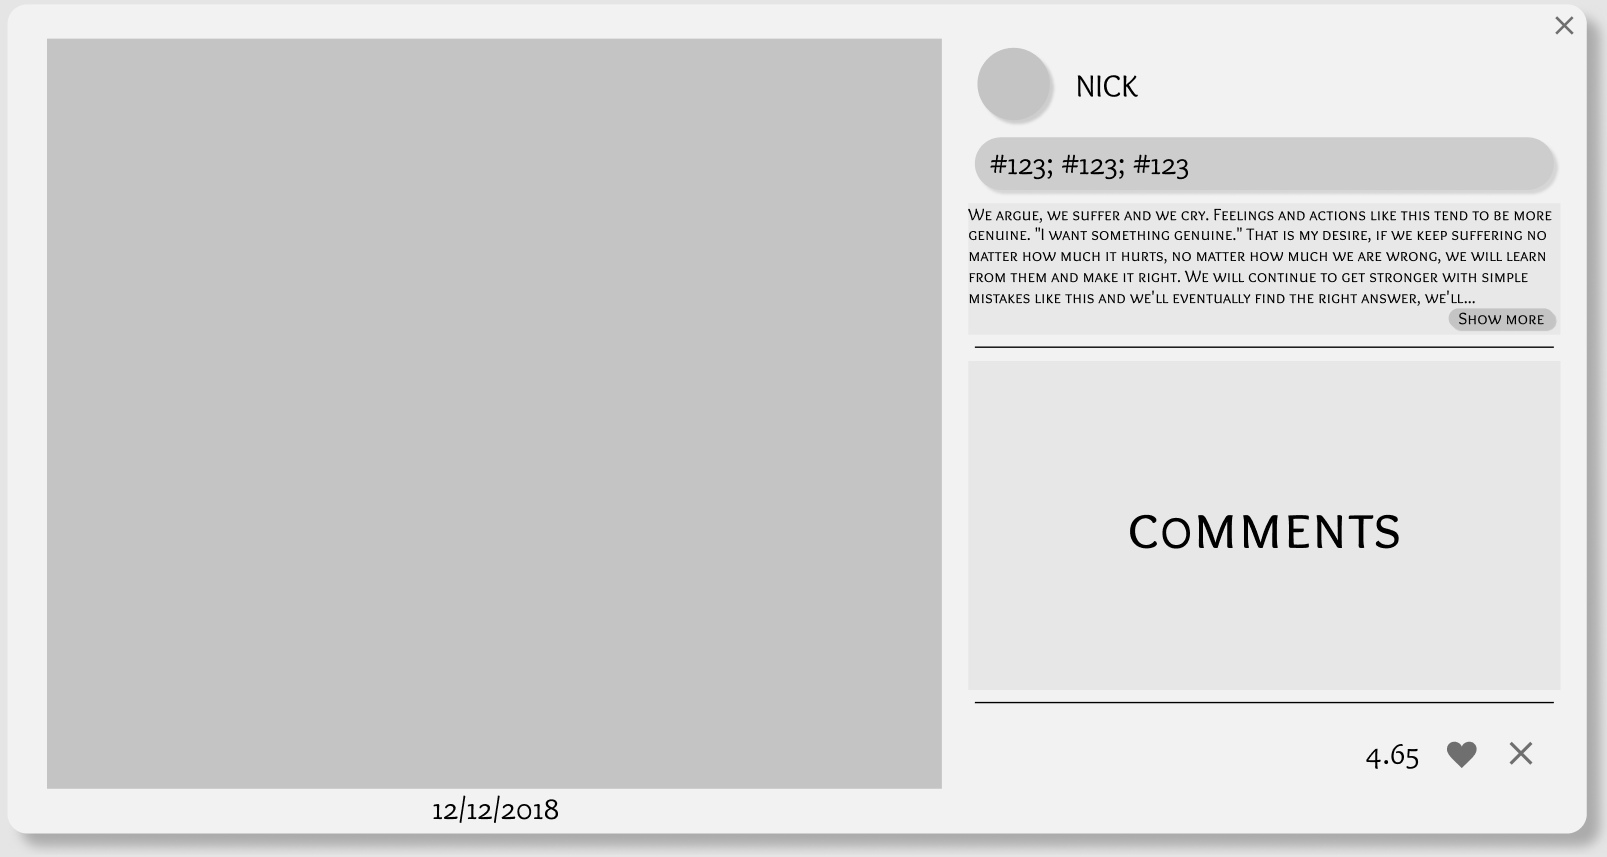 NICK
#123; #123; #123
We argue, we suffer and we cry. Feelings and actions like this tend to be more
genuine. "I want something genuine." That is my desire, if we keep suffering no
matter how much it hurts, no matter how much we are wrong, we will learn
from them and make it right. We will continue to get stronger with simple
mistakes like this and we'll eventually find the right answer, we'll...
Show more
COMMENTS
4.65
12/12/2018